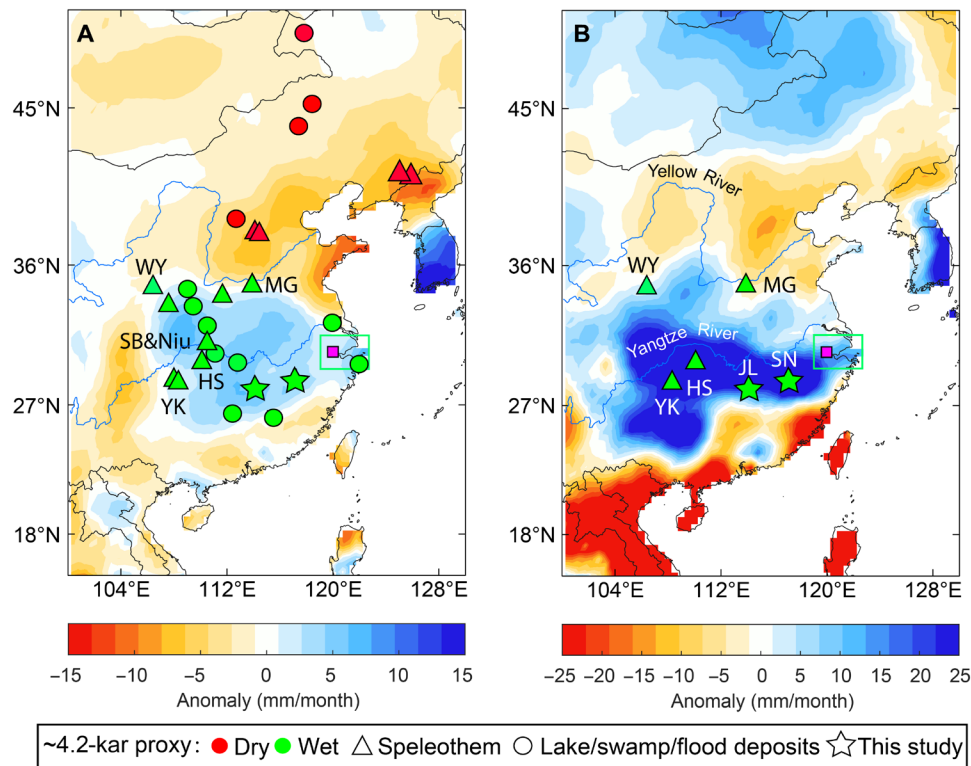 A
B
45°N
45°N
Yellow River
36°N
36°N
WY
MG
WY
MG
SB&Niu
Yangtze River
SN
JL
HS
HS
YK
YK
27°N
27°N
18°N
18°N
104°E 112°E 120°E 128°E
104°E 112°E 120°E 128°E
−15 −10 −5 0 5 10 15
−25 −20 −15 −10 −5 0 5 10 15 20 25
Anomaly (mm/month)
Anomaly (mm/month)
~4.2-kar proxy: Dry Wet Speleothem Lake/swamp/flood deposits This study